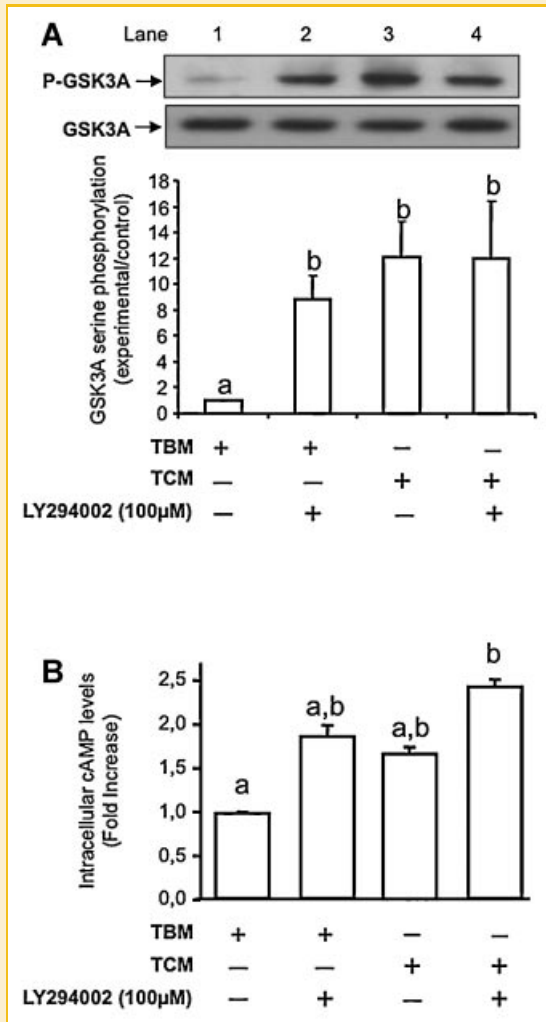 A
Lane 1 2 3 4
P-GSK3A
GSK3A
GSK3A serine phosphorylation
(experimental/control)
18
16
14
12
10
8
6
4
2
0
a b b b
TBM + + – –
TCM – – + +
LY294002 (100µM) – + – +
B
Intracellular cAMP levels
(Fold Increase)
2,5
2,0
1,5
1,0
0,5
0,0
a a,b a,b b
TBM + + – –
TCM – – + +
LY294002 (100µM) – + – +